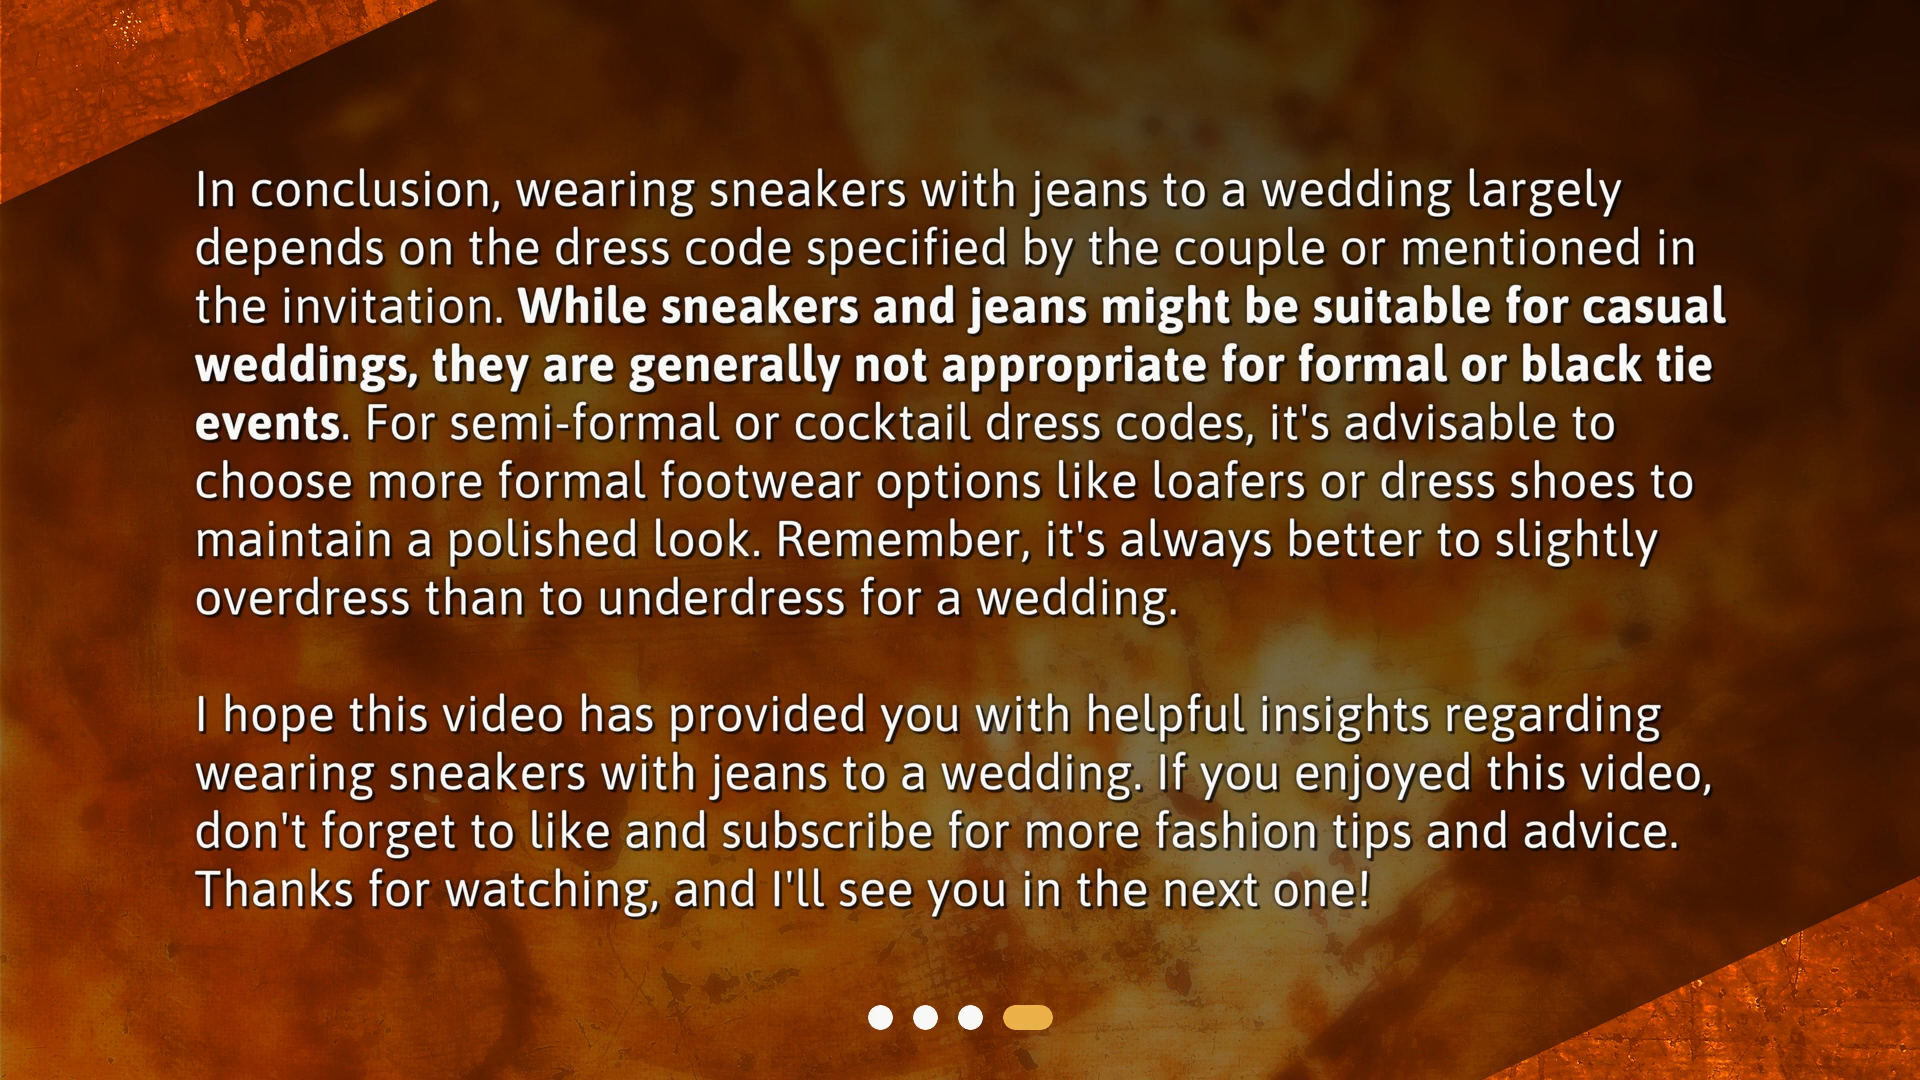 In conclusion, wearing sneakers with jeans to a wedding largely
depends on the dress code specified by the couple or mentioned in
the invitation. While sneakers and jeans might be suitable for casual
weddings, they are generally not appropriate for formal or black tie
events. For semi-formal or cocktail dress codes, it's advisable to
choose more formal footwear options like loafers or dress shoes to
maintain a polished look. Remember, it's always better to slightly
overdress than to underdress for a wedding.
I hope this video has provided you with helpful insights regarding
wearing sneakers with jeans to a wedding. If you enjoyed this video,
don't forget to like and subscribe for more fashion tips and advice.
Thanks for watching, and I'll see you in the next one!